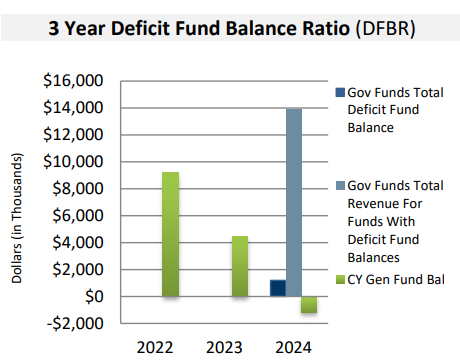 3 Year Deficit Fund Balance Ratio (DFBR)
Dollars (in Thousands)
$16,000
$14,000
$12,000
$10,000
$8,000
$6,000
$4,000
$2,000
$0
-$2,000
2022
2023
2024
Gov Funds Total
Deficit Fund
Balance
Gov Funds Total
Revenue For
Funds With
Deficit Fund
Balances
CY Gen Fund Bal